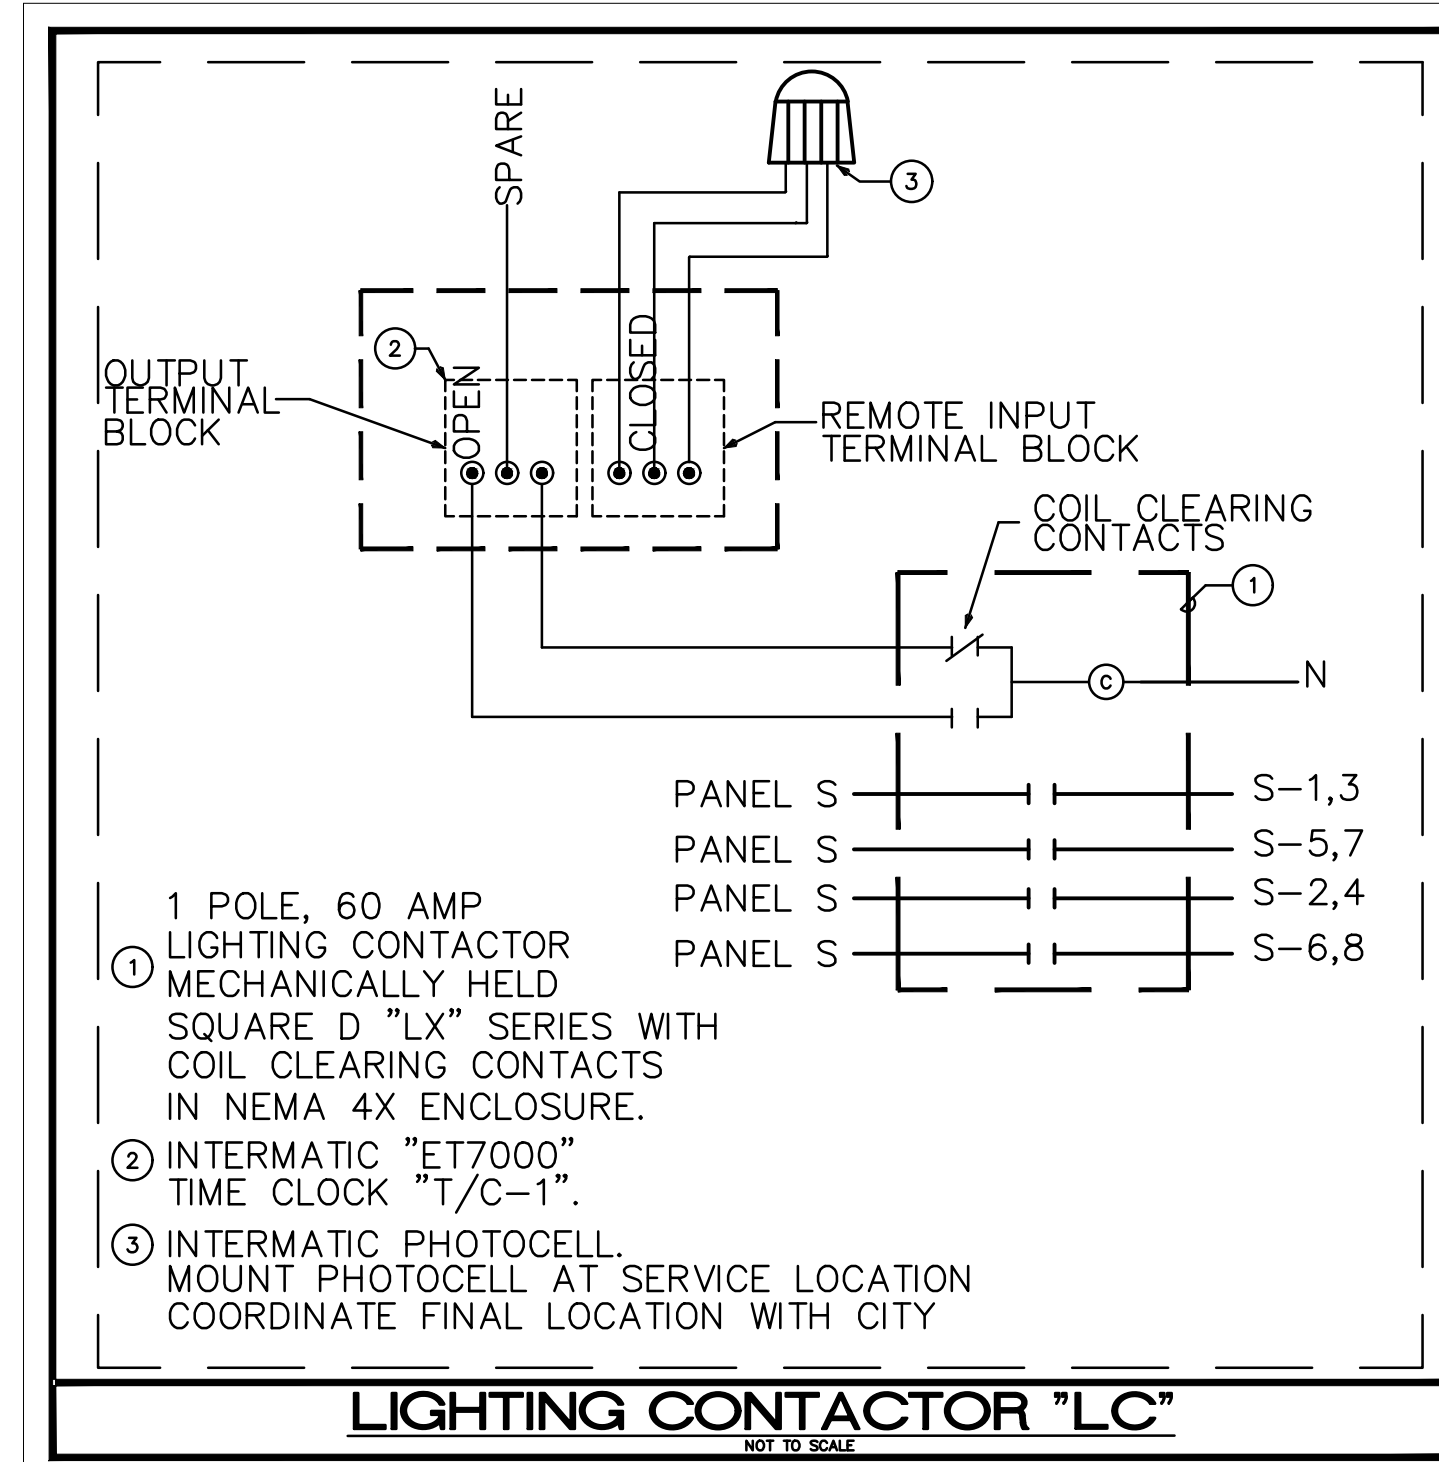 SPARE
3
2
OUTPUT
TERMINAL
BLOCK
OPEN
CLOSED
REMOTE INPUT
TERMINAL BLOCK
COIL CLEARING
CONTACTS
1
C
N
PANEL S S-1,3
PANEL S S-5,7
PANEL S S-2,4
PANEL S S-6,8
1 POLE, 60 AMP
1 LIGHTING CONTACTOR
MECHANICALLY HELD
SQUARE D "LX" SERIES WITH
COIL CLEARING CONTACTS
IN NEMA 4X ENCLOSURE.
2 INTERMATIC "ET7000"
TIME CLOCK "T/C-1".
3 INTERMATIC PHOTOCELL.
MOUNT PHOTOCELL AT SERVICE LOCATION
COORDINATE FINAL LOCATION WITH CITY
LIGHTING CONTACTOR "LC"
NOT TO SCALE